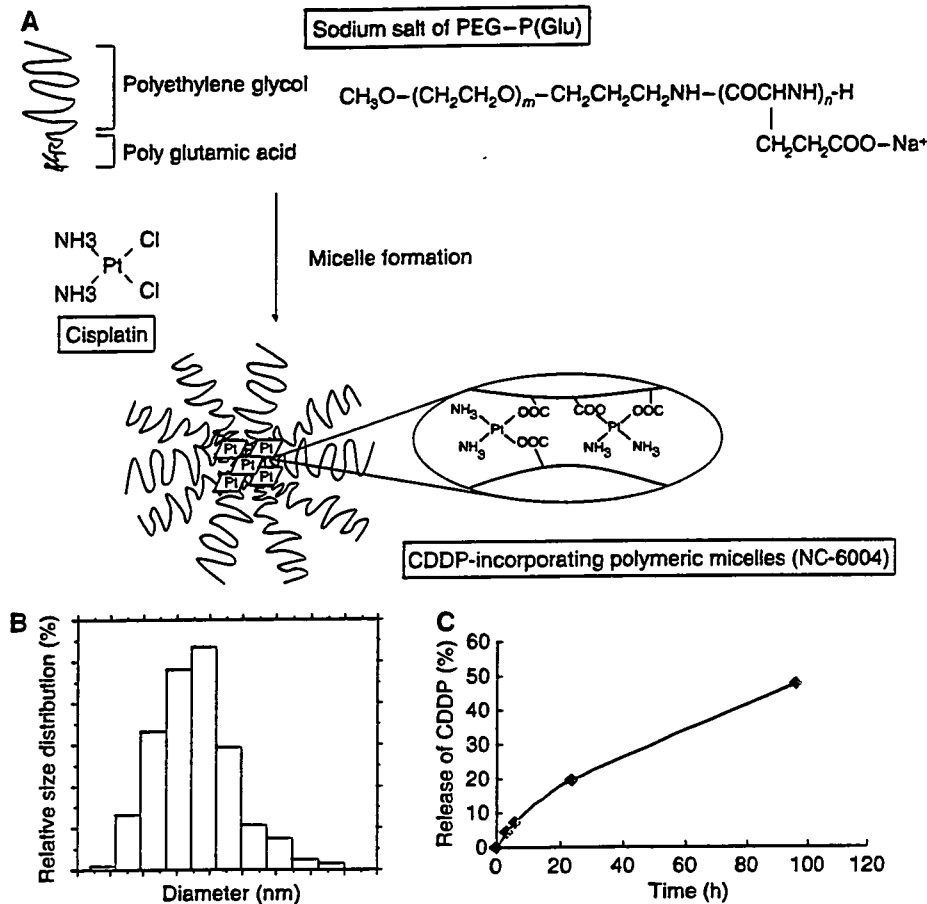 A
Sodium salt of PEG–P(Glu)
Polyethylene glycol
CH3O–(CH2CH2O)m–CH2CH2CH2NH–(COCHNH)n-H
Poly glutamic acid
CH2CH2COO–Na+
NH3 Cl
Pt
NH3 Cl
Micelle formation
Cisplatin
NH3 OOC COO OOC
Pt Pt
NH3 OOC NH3 NH3
Pt Pt
Pt
Pt Pt
CDDP-incorporating polymeric micelles (NC-6004)
B
Relative size distribution (%)
Diameter (nm)
C
Release of CDDP (%)
60
50
40
30
20
10
0
0 20 40 60 80 100 120
Time (h)